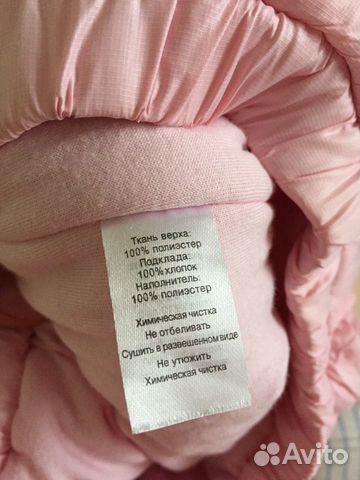 Ткань верха:
100% полиэстер
Подклада:
100%хлопок
Наполнитель:
100% полиэстер
Химическая чистка
Не отбеливать
Сушить в развешенном виде
Не утюжить
Химическая чистка
Avito